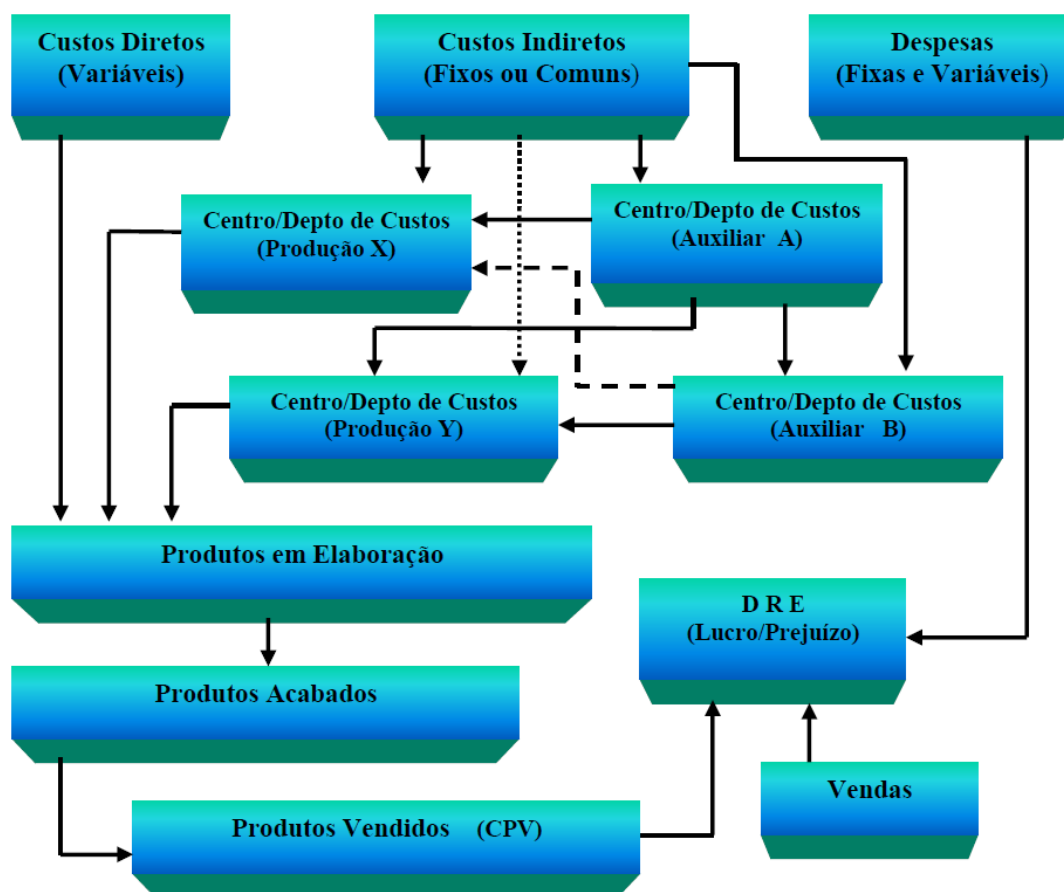 Custos Diretos
(Variáveis)
Custos Indiretos
(Fixos ou Comuns)
Despesas
(Fixas e Variáveis)
Centro/Depto de Custos
(Produção X)
Centro/Depto de Custos
(Auxiliar A)
Centro/Depto de Custos
(Produção Y)
Centro/Depto de Custos
(Auxiliar B)
Produtos em Elaboração
D R E
(Lucro/Prejuízo)
Produtos Acabados
Vendas
Produtos Vendidos (CPV)